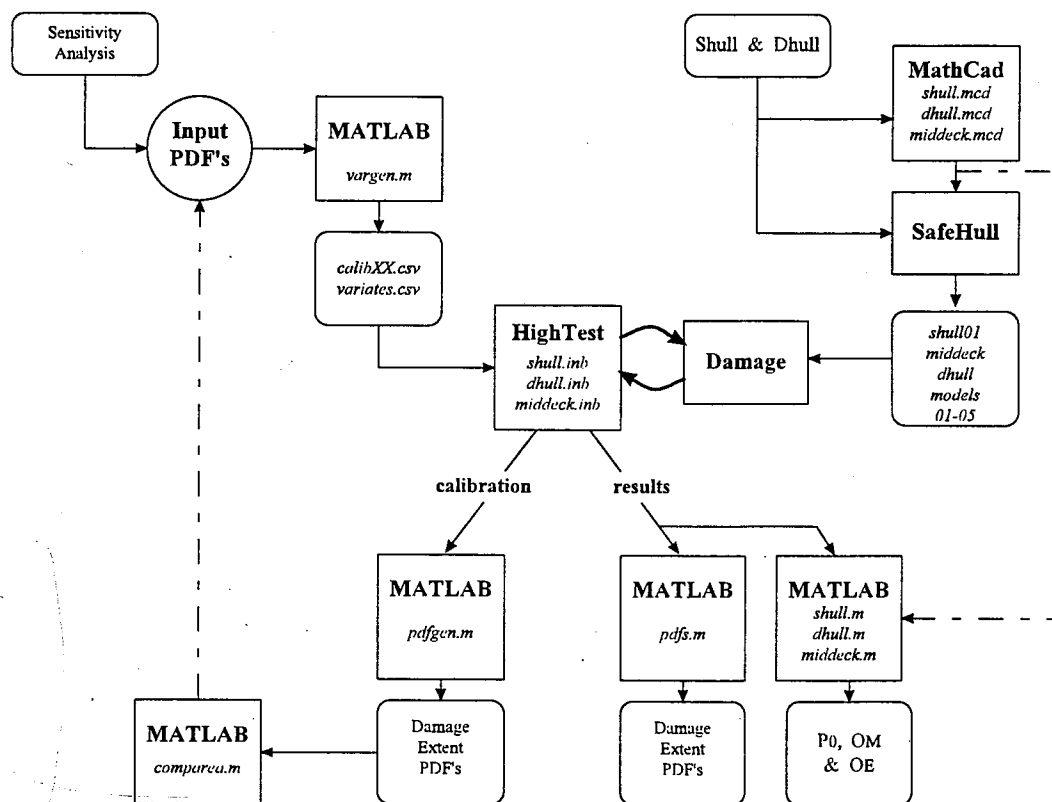 Sensitivity
Analysis
Shull & Dhull
MathCad
shull.mcd
dhull.mcd
middeck.mcd
Input
PDF's
MATLAB
vargen.m
SafeHull
calibXX.csv
variates.csv
HighTest
shull.inb
dhull.inb
middeck.inb
Damage
shull01
middeck
dhull
models
01-05
calibration
results
MATLAB
pdfgen.m
MATLAB
pdfs.m
MATLAB
shull.m
dhull.m
middeck.m
MATLAB
comparea.m
Damage
Extent
PDF's
Damage
Extent
PDF's
P0, OM
& OE